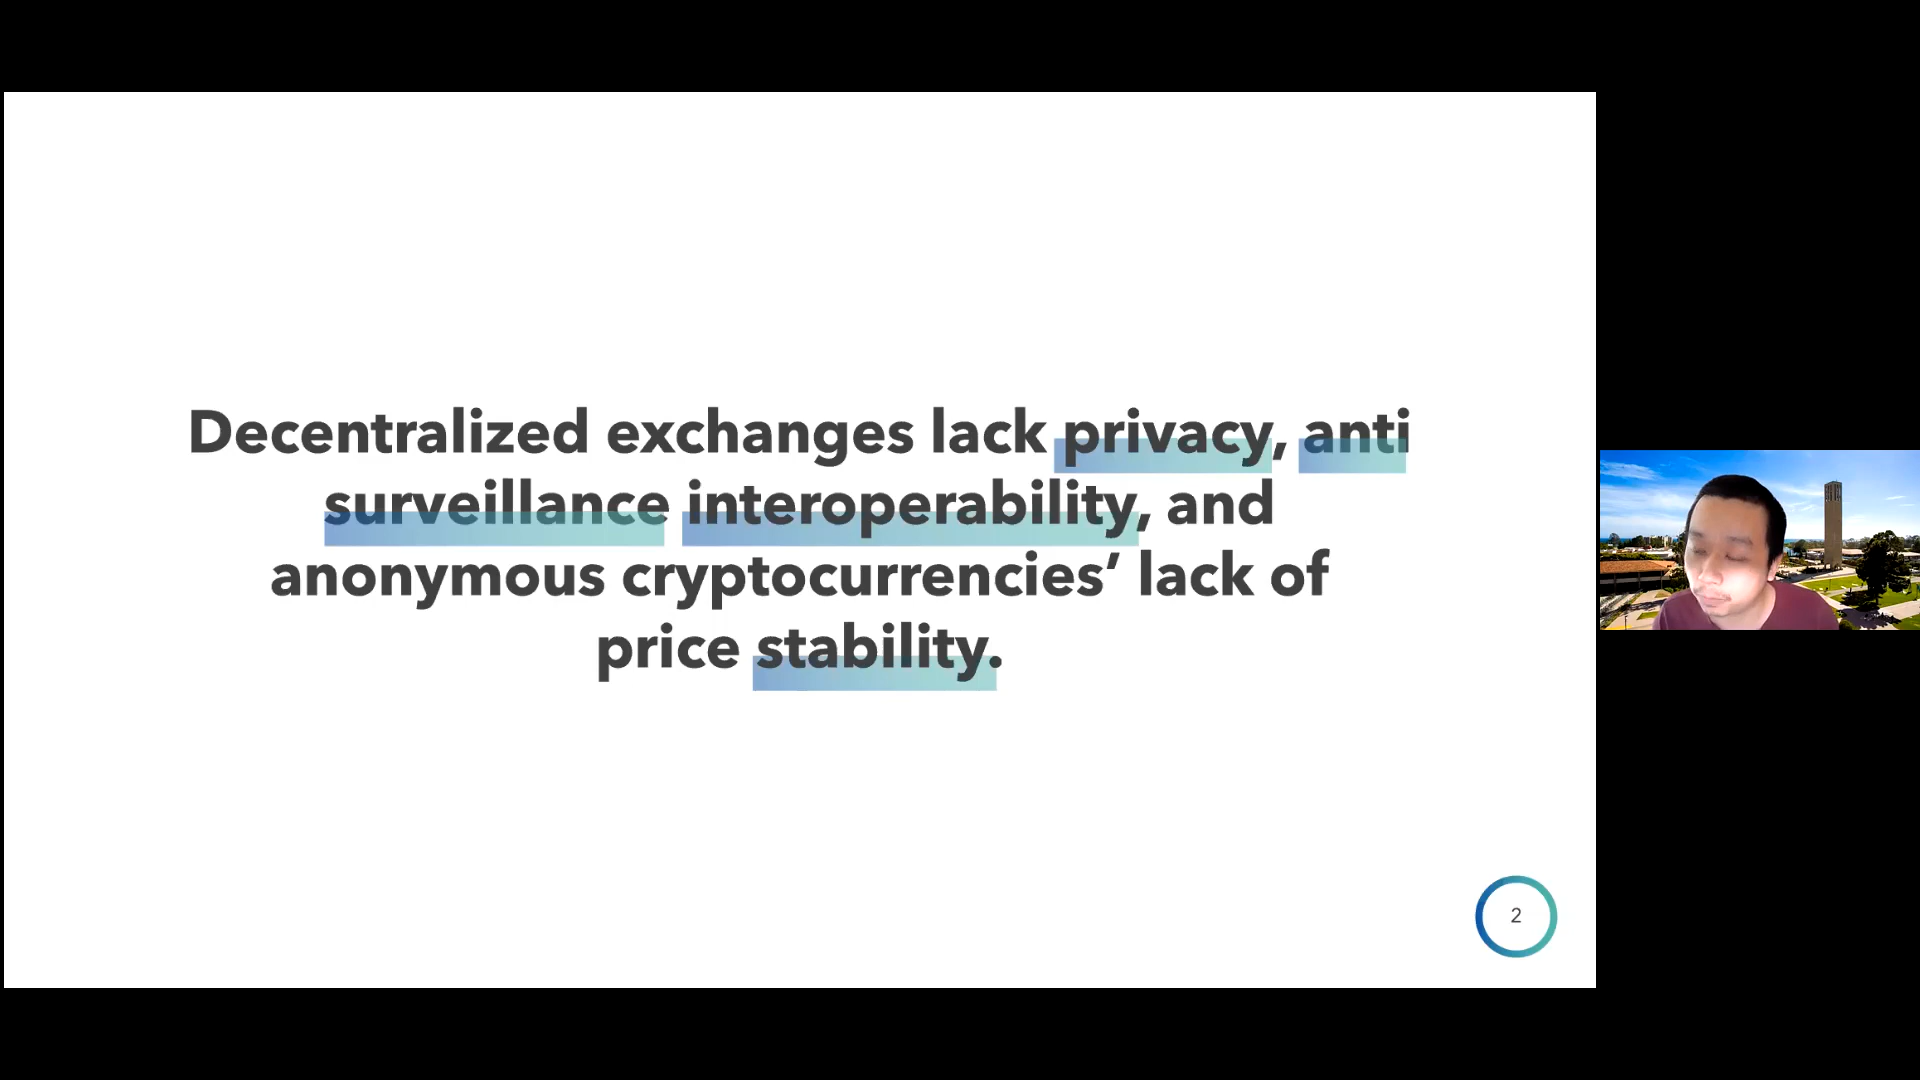 Decentralized exchanges lack privacy, anti
surveillance interoperability, and
anonymous cryptocurrencies’ lack of
price stability.
2